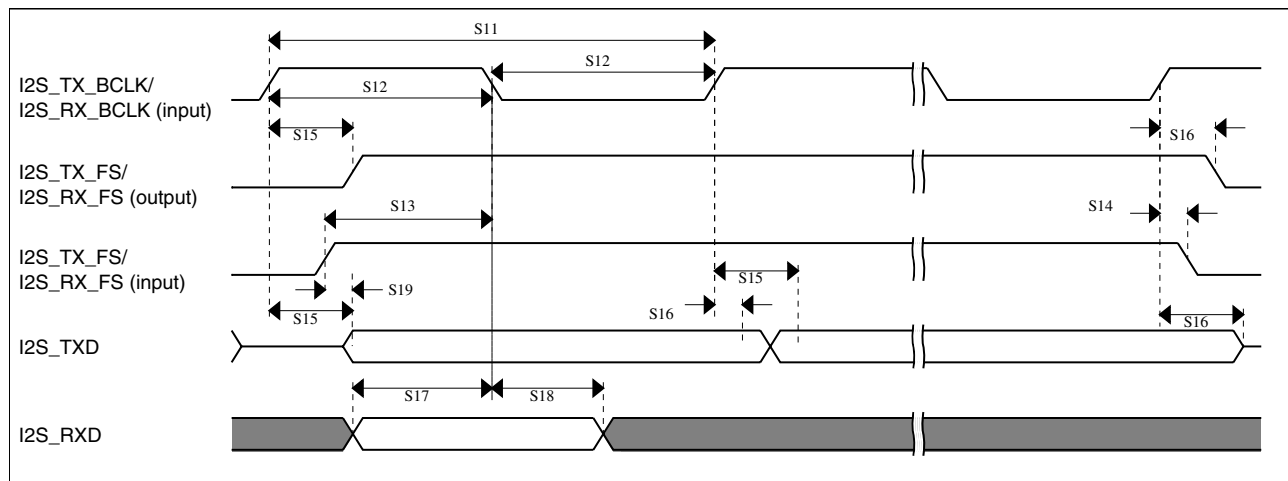 S11
I2S_TX_BCLK/
I2S_RX_BCLK (input)
S12
S12
S15
S16
I2S_TX_FS/
I2S_RX_FS (output)
S13
S14
I2S_TX_FS/
I2S_RX_FS (input)
S15
S19
S15
S16
S16
I2S_TXD
S17
S18
I2S_RXD